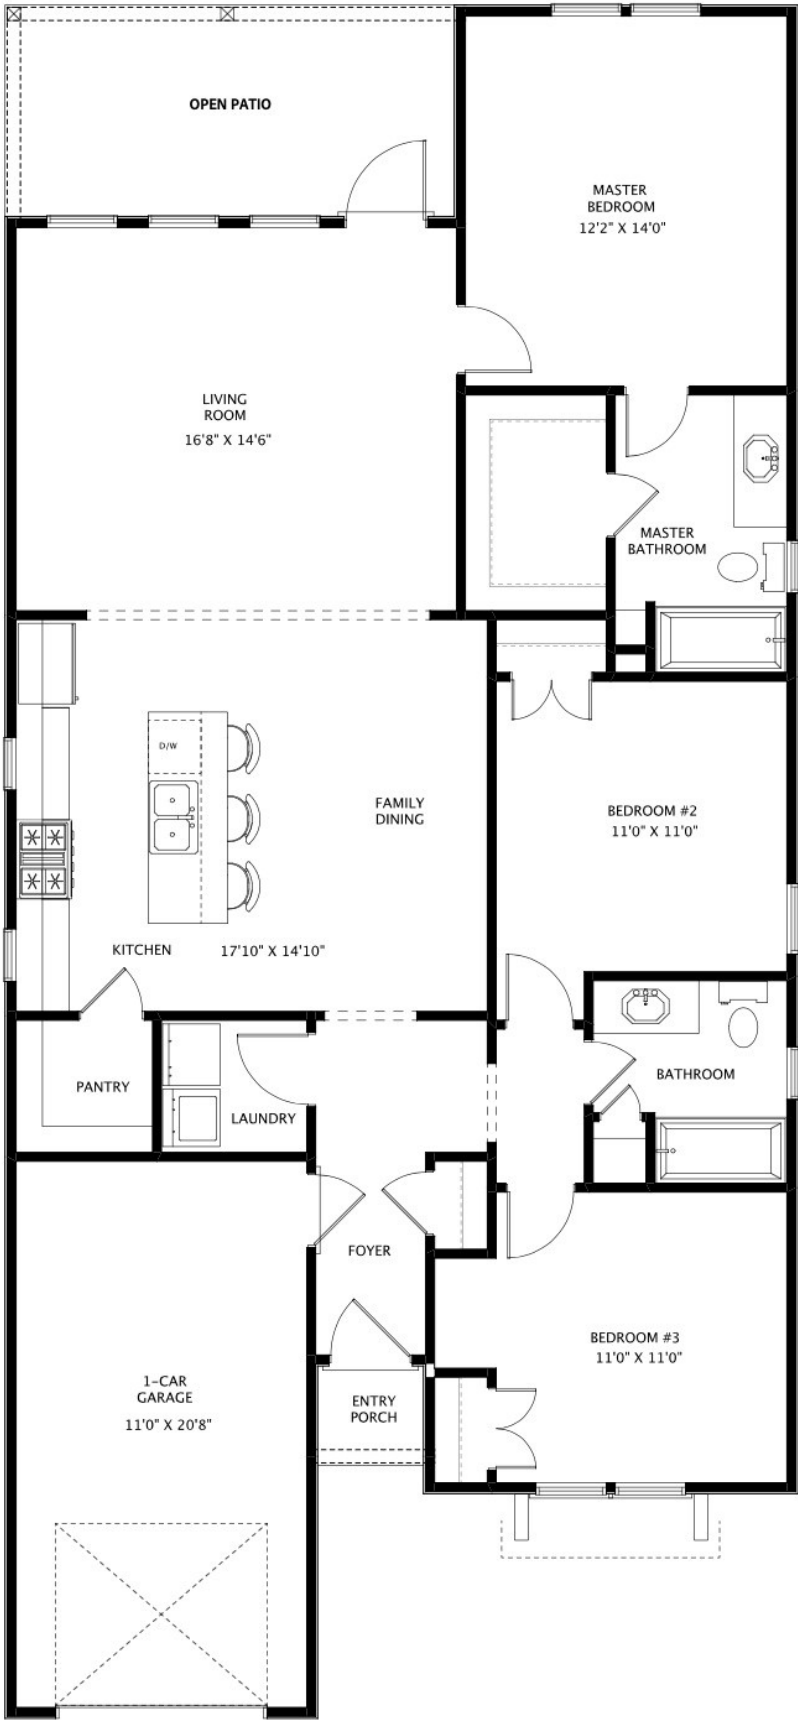 OPEN PATIO
MASTER
BEDROOM
12'2" X 14'0"
LIVING
ROOM
16'8" X 14'6"
MASTER
BATHROOM
D/W
FAMILY
DINING
BEDROOM #2
11'0" X 11'0"
KITCHEN
17'10" X 14'10"
PANTRY
LAUNDRY
BATHROOM
FOYER
BEDROOM #3
11'0" X 11'0"
1-CAR
GARAGE
11'0" X 20'8"
ENTRY
PORCH